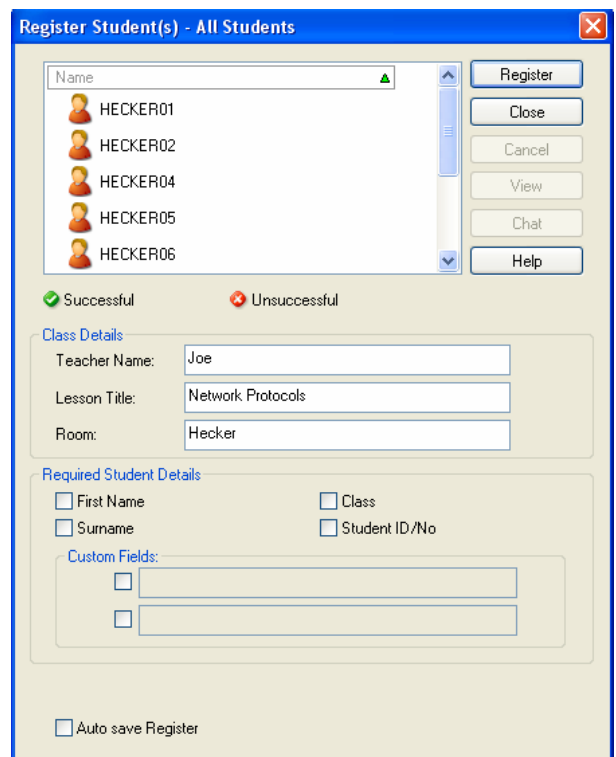 Register Student(s) - All Students
Name
Register
HECKER01
Close
HECKER02
Cancel
HECKER04
View
HECKER05
Chat
HECKER06
Help
Successful Unsuccessful
Class Details
Teacher Name: Joe
Lesson Title: Network Protocols
Room: Hecker
Required Student Details
First Name Class
Surname Student ID/No
Custom Fields:
Auto save Register